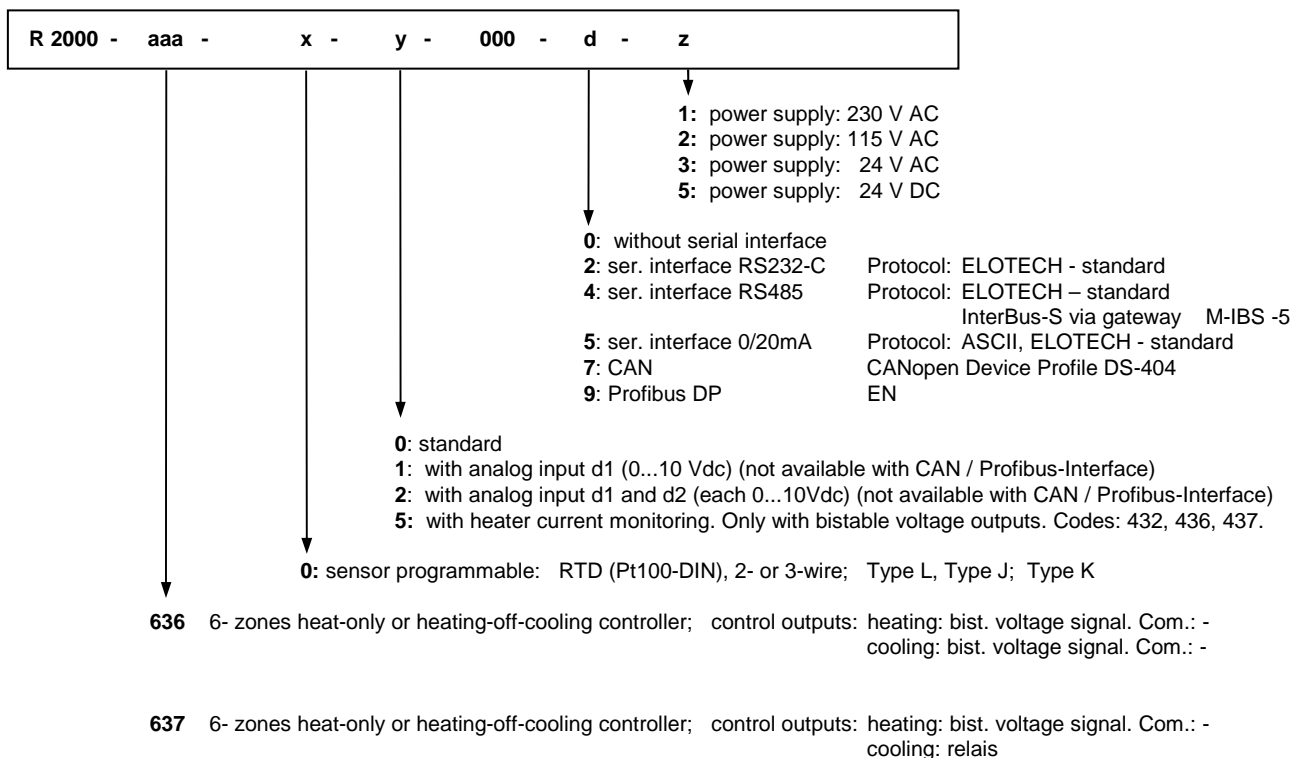 R 2000 - aaa - x - y - 000 - d - z
1: power supply: 230 V AC
2: power supply: 115 V AC
3: power supply: 24 V AC
5: power supply: 24 V DC
0: without serial interface
2: ser. interface RS232-C Protocol: ELOTECH - standard
4: ser. interface RS485 Protocol: ELOTECH – standard
InterBus-S via gateway M-IBS -5
5: ser. interface 0/20mA Protocol: ASCII, ELOTECH - standard
7: CAN CANopen Device Profile DS-404
9: Profibus DP EN
0: standard
1: with analog input d1 (0...10 Vdc) (not available with CAN / Profibus-Interface)
2: with analog input d1 and d2 (each 0...10Vdc) (not available with CAN / Profibus-Interface)
5: with heater current monitoring. Only with bistable voltage outputs. Codes: 432, 436, 437.
0: sensor programmable: RTD (Pt100-DIN), 2- or 3-wire; Type L, Type J; Type K
636 6- zones heat-only or heating-off-cooling controller; control outputs: heating: bist. voltage signal. Com.: -
cooling: bist. voltage signal. Com.: -
637 6- zones heat-only or heating-off-cooling controller; control outputs: heating: bist. voltage signal. Com.: -
cooling: relais